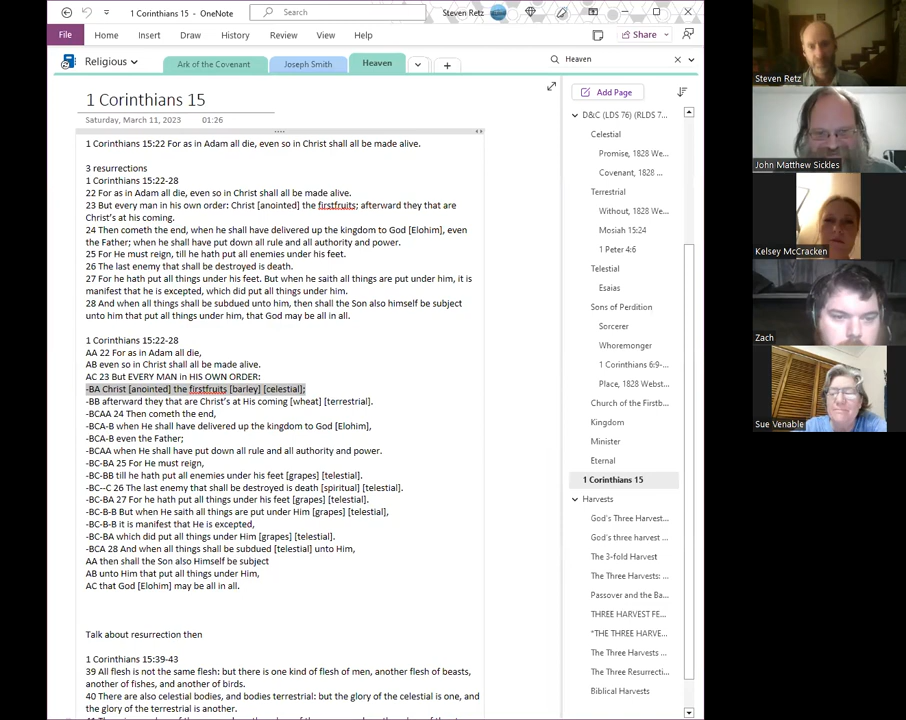 1 Corinthians 15 - OneNote
Search
Steven Retz
File
Home
Insert
Draw
History
Review
View
Help
Share
Religious
Ark of the Covenant
Joseph Smith
Heaven
+
Heaven
1 Corinthians 15
Saturday, March 11, 2023 01:26
1 Corinthians 15:22 For as in Adam all die, even so in Christ shall all be made alive.
3 resurrections
1 Corinthians 15:22-28
22 For as in Adam all die, even so in Christ shall all be made alive.
23 But every man in his own order: Christ [anointed] the firstfruits; afterward they that are
Christ's at his coming.
24 Then cometh the end, when he shall have delivered up the kingdom to God [Elohim], even
the Father; when he shall have put down all rule and all authority and power.
25 For He must reign, till he hath put all enemies under his feet.
26 The last enemy that shall be destroyed is death.
27 For he hath put all things under his feet. But when he saith all things are put under him, it is
manifest that he is excepted, which did put all things under him.
28 And when all things shall be subdued unto him, then shall the Son also himself be subject
unto him that put all things under him, that God may be all in all.
1 Corinthians 15:22-28
AA 22 For as in Adam all die,
AB even so in Christ shall all be made alive.
AC 23 But EVERY MAN in HIS OWN ORDER:
-BA Christ [anointed] the firstfruits [barley] [celestial];
-BB afterward they that are Christ's at His coming [wheat] [terrestrial].
-BCAA 24 Then cometh the end,
-BCA-B when He shall have delivered up the kingdom to God [Elohim],
-BCA-B even the Father;
-BCAA when He shall have put down all rule and all authority and power.
-BC-BA 25 For He must reign,
-BC-BB till he hath put all enemies under his feet [grapes] [telestial].
-BC--C 26 The last enemy that shall be destroyed is death [spiritual] [telestial].
-BC-BA 27 For he hath put all things under his feet [grapes] [telestial].
-BC-B-B But when He saith all things are put under Him [grapes] [telestial],
-BC-B-B it is manifest that He is excepted,
-BC-BA which did put all things under Him [grapes] [telestial].
-BCA 28 And when all things shall be subdued [telestial] unto Him,
AA then shall the Son also Himself be subject
AB unto Him that put all things under Him,
AC that God [Elohim] may be all in all.
Talk about resurrection then
1 Corinthians 15:39-43
39 All flesh is not the same flesh: but there is one kind of flesh of men, another flesh of beasts,
another of fishes, and another of birds.
40 There are also celestial bodies, and bodies terrestrial: but the glory of the celestial is one, and
the glory of the terrestrial is another.
Add Page
D&C (LDS 76) (RLDS 7...
Celestial
Promise, 1828 We...
Covenant, 1828 ...
Terrestrial
Without, 1828 We...
Mosiah 15:24
1 Peter 4:6
Telestial
Esaias
Sons of Perdition
Sorcerer
Whoremonger
1 Corinthians 6:9-...
Place, 1828 Webst...
Church of the Firstb...
Kingdom
Minister
Eternal
1 Corinthians 15
Harvests
God's Three Harvest...
God's three harvest ...
The 3-fold Harvest
The Three Harvests: ...
Passover and the Ba...
THREE HARVEST FE...
*THE THREE HARVE...
The Three Harvests ...
The Three Resurrecti...
Biblical Harvests
Steven Retz
John Matthew Sickles
Kelsey McCracken
Zach
Sue Venable